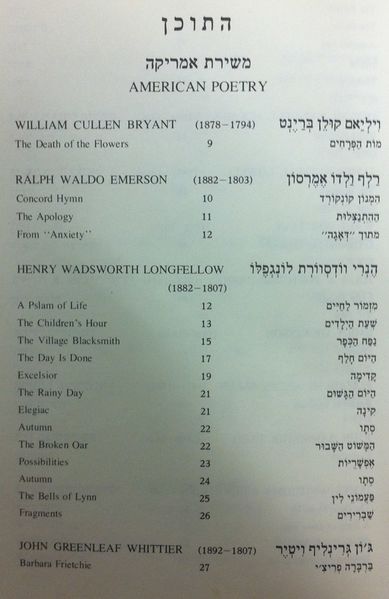 התוכן
משירת אמריקה
AMERICAN POETRY
WILLIAM CULLEN BRYANT (1878—1794) וִילְיַאם קוּלֶן בְּרַיֶנְט
The Death of the Flowers 9 מוֹת הַפְּרָחִים
RALPH WALDO EMERSON (1882—1803) רַלְף וַלְדוֹ אֶמֶרְסוֹן
Concord Hymn 10 הִמְנוֹן קוֹנְקוֹרְד
The Apology 11 הַהִתְנַצְּלוּת
From "Anxiety" 12 מִתוֹךְ "דְּאָגָה"
HENRY WADSWORTH LONGFELLOW הֶנְרִי ווֹדְסְווֹרְת לוֹנְגְפֶלוֹ
(1882—1807)
A Pslam of Life 12 מִזְמוֹר לַחַיִּים
The Children's Hour 13 שְׁעַת הַיְלָדִים
The Village Blacksmith 15 נַפַּח הַכְּפָר
The Day Is Done 17 הַיּוֹם חָלַף
Excelsior 19 קָדִימָה
The Rainy Day 21 הַיּוֹם הַגָּשׁוּם
Elegiac 21 קִינָה
Autumn 22 סְתָו
The Broken Oar 22 הַמָּשׁוֹט הַשָּׁבוּר
Possibilities 23 אֶפְשָׁרֻיּוֹת
Autumn 24 סְתָו
The Bells of Lynn 25 פַּעֲמוֹנֵי לִין
Fragments 26 שַׁבְרִירִים
JOHN GREENLEAF WHITTIER (1892—1807) ג׳וֹן גְּרִינְלִיף וִיטְיֶר
Barbara Frietchie 27 בַּרְבָּרָה פְרִיצִ׳י